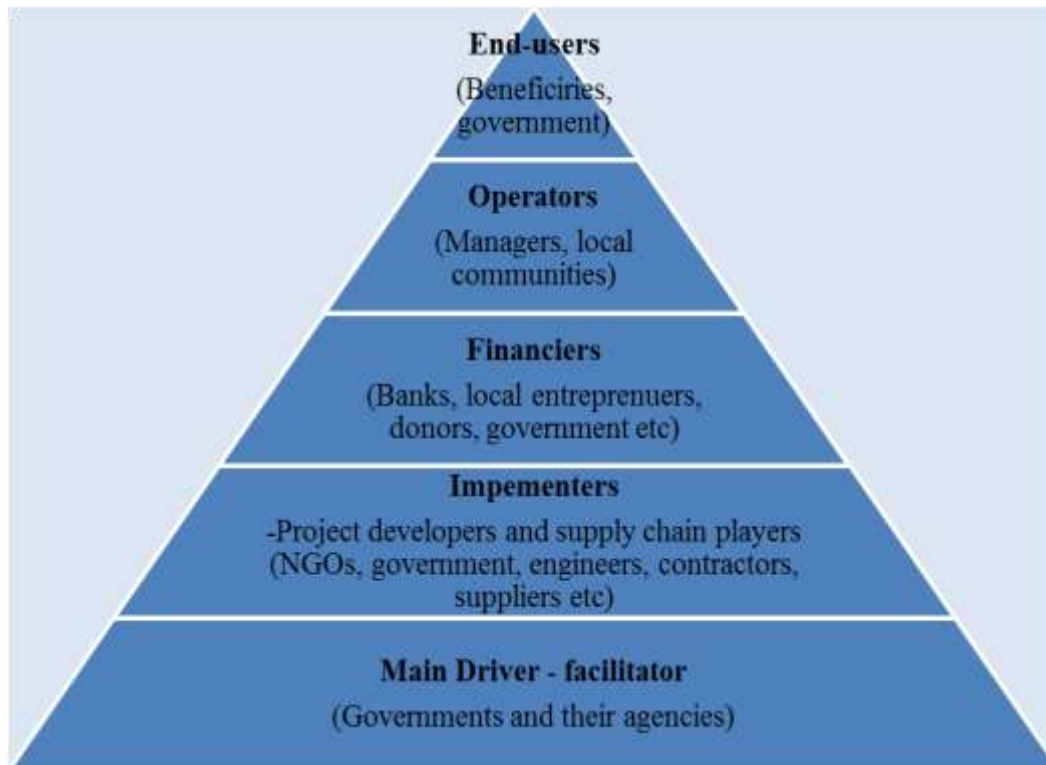 End-users
(Beneficiries,
government)
Operators
(Managers, local
communities)
Financiers
(Banks, local entreprenuers,
donors, government etc)
Impementers
-Project developers and supply chain players
(NGOs, government, engineers, contractors,
suppliers etc)
Main Driver - facilitator
(Governments and their agencies)